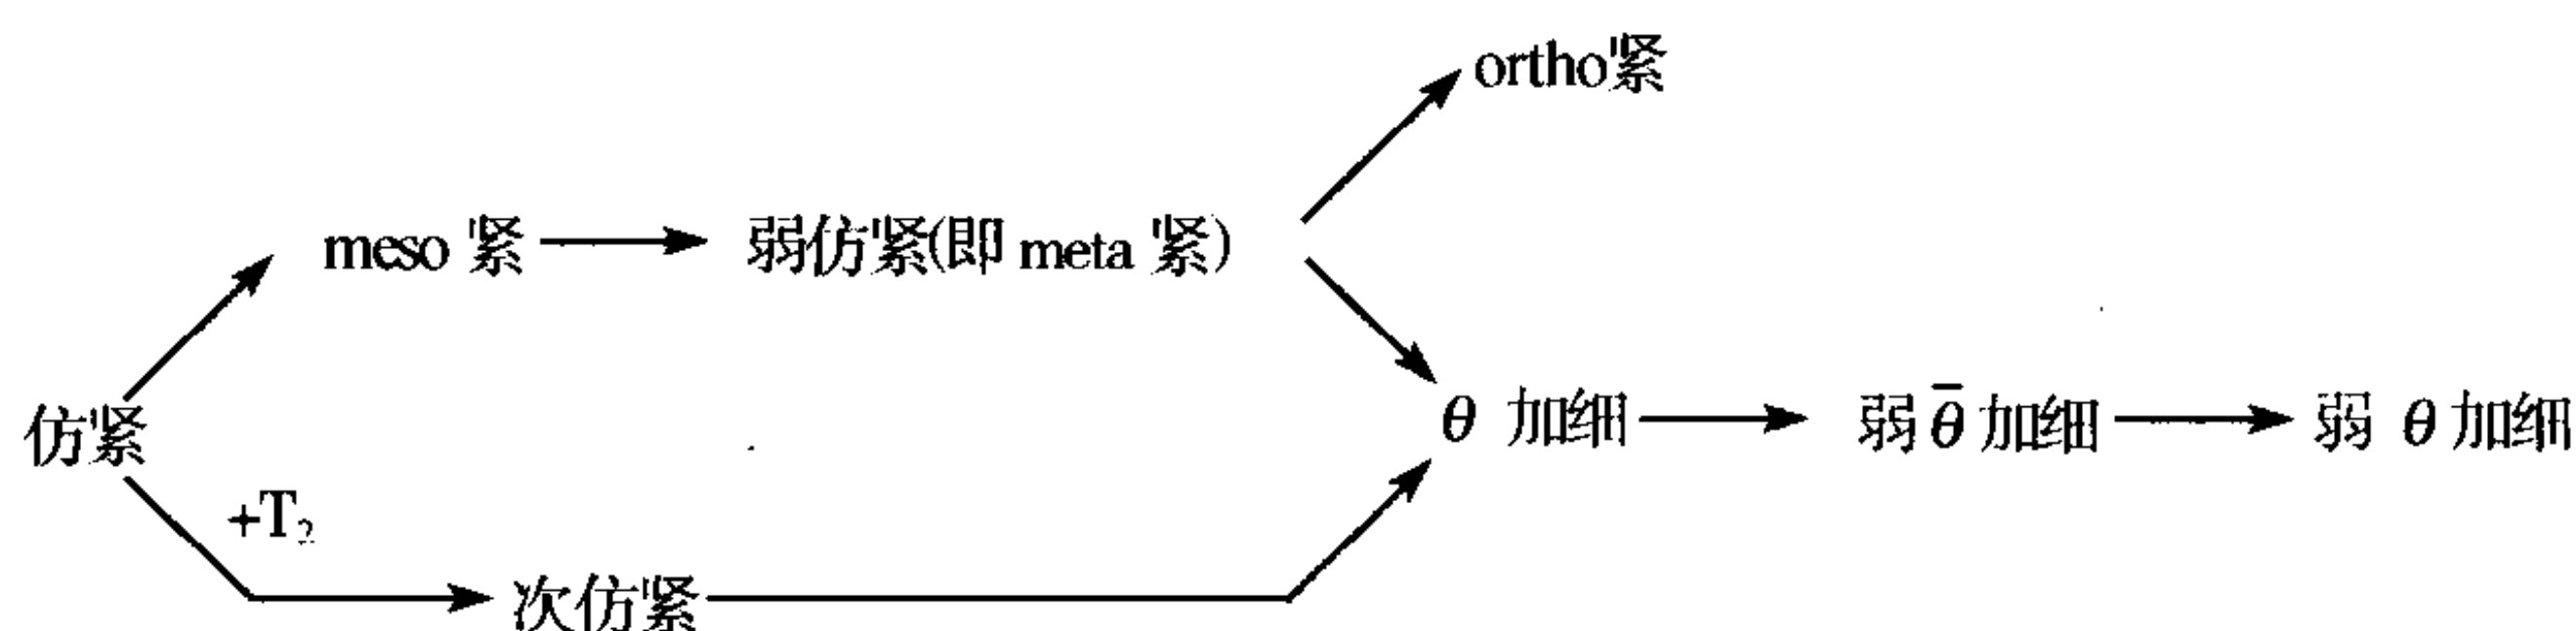 ortho紧
meso 紧 弱仿紧(即 meta 紧)
仿紧 θ 加细 弱 θ̄ 加细 弱 θ 加细
+T₂
次仿紧